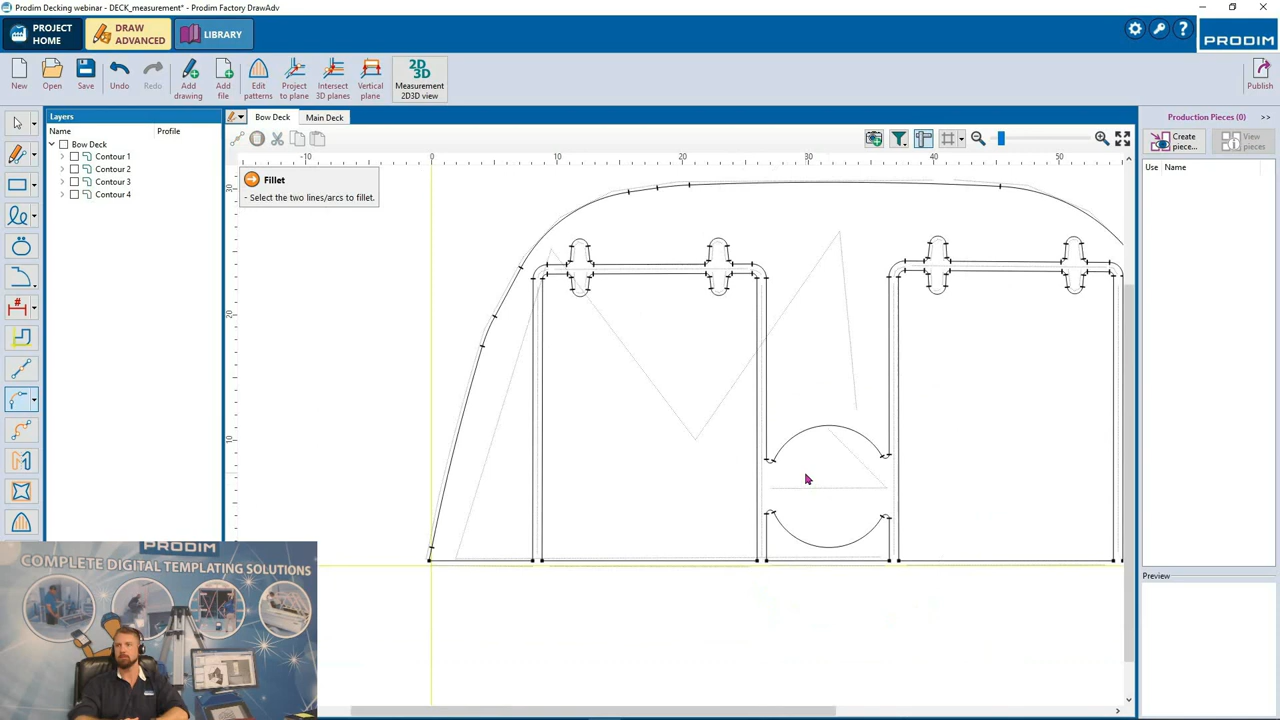 Prodim Decking webinar - DECK_measurement* - Prodim Factory DrawAdv
PROJECT
HOME
DRAW
ADVANCED
LIBRARY
PRODIM
New
Open
Save
Undo
Redo
Add
drawing
Add
file
Edit
patterns
Project
to plane
Intersect
3D planes
Vertical
plane
2D
3D
Measurement
2D3D view
Publish
Layers
Name
Profile
Bow Deck
Contour 1
Contour 2
Contour 3
Contour 4
Bow Deck
Main Deck
-10
0
10
20
30
40
50
30
20
10
Fillet
- Select the two lines/arcs to fillet.
Production Pieces (0)
>>
Create
piece...
View
pieces
Use
Name
Preview
PRODIM
COMPLETE DIGITAL TEMPLATING SOLUTIONS